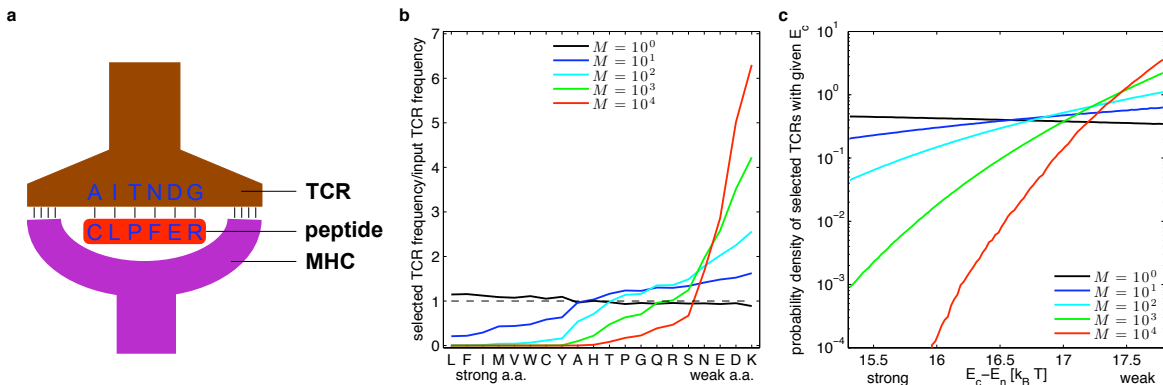 a
A I T N D G
C L P F E R
TCR
peptide
MHC
b
selected TCR frequency/input TCR frequency
7
6
5
4
3
2
1
0
M = 10^0
M = 10^1
M = 10^2
M = 10^3
M = 10^4
L F I M V W C Y A H T P G Q R S N E D K
strong a.a.
weak a.a.
c
probability density of selected TCRs with given E_c
10^1
10^0
10^-1
10^-2
10^-3
10^-4
M = 10^0
M = 10^1
M = 10^2
M = 10^3
M = 10^4
15.5 16 16.5 17 17.5
strong
E_c–E_n [k_B T]
weak